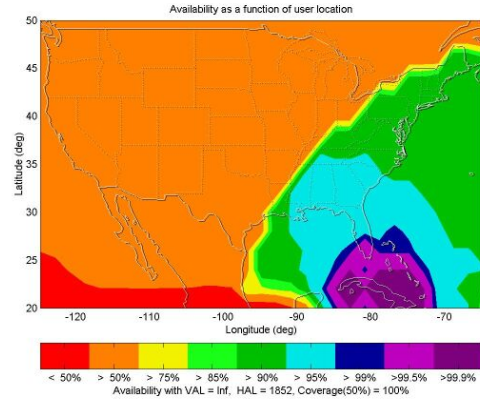 Availability as a function of user location
50
45
40
35
30
25
20
Latitude (deg)
-120 -110 -100 -90 -80 -70
Longitude (deg)
< 50% > 50% > 75% > 85% > 90% > 95% > 99% >99.5% >99.9%
Availability with VAL = Inf, HAL = 1852, Coverage(50%) = 100%